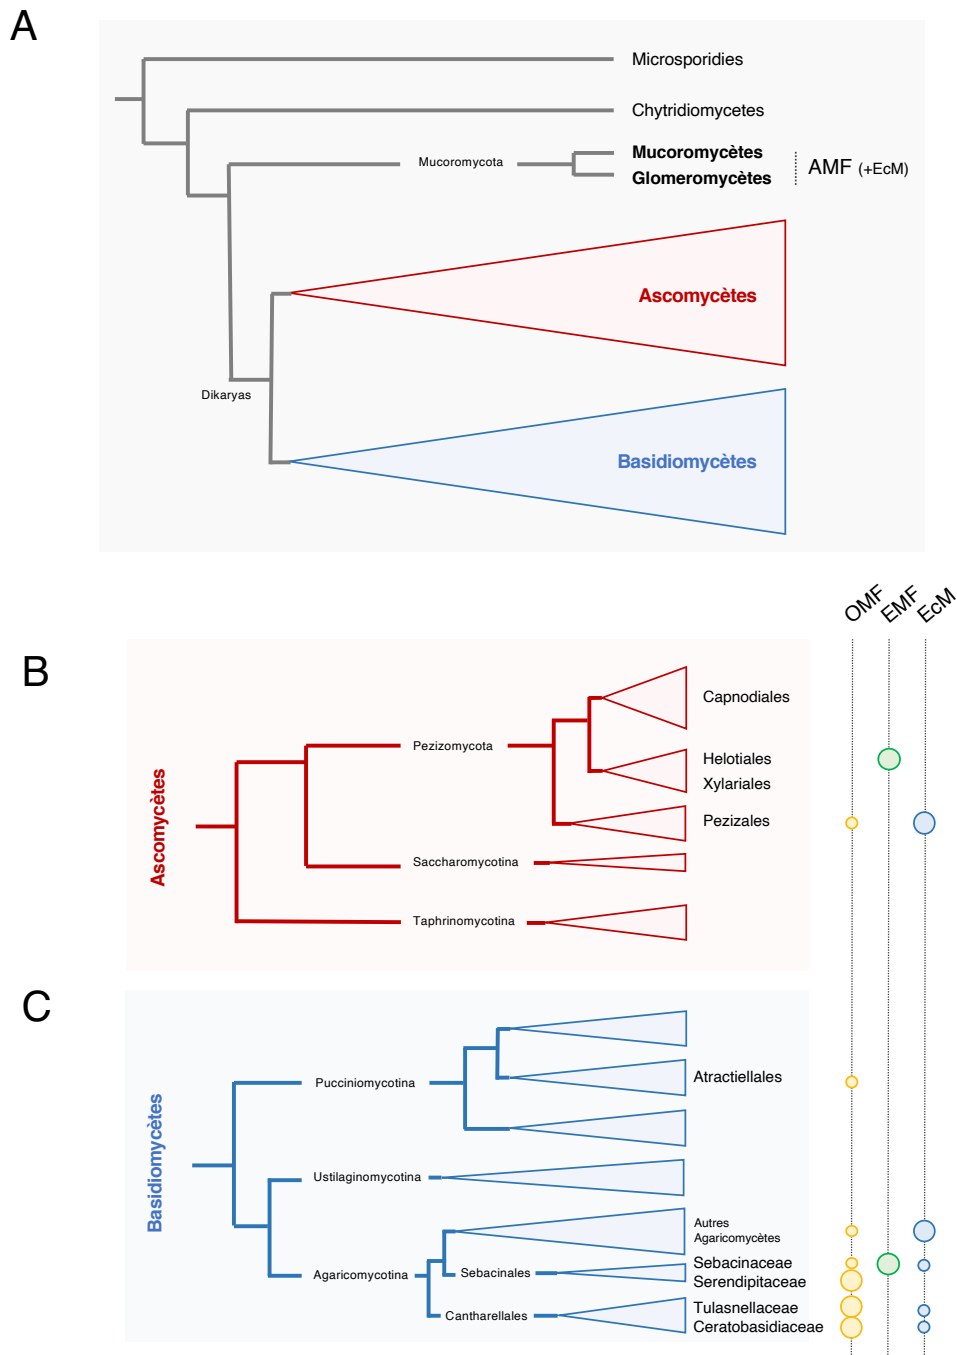 A
Microsporidies
Chytridiomycetes
Mucoromycota
Mucoromycètes
Glomeromycètes
AMF (+EcM)
Ascomycètes
Dikaryas
Basidiomycètes
OMF
EMF
EcM
B
Ascomycètes
Capnodiales
Pezizomycota
Helotiales
Xylariales
Pezizales
Saccharomycotina
Taphrinomycotina
C
Basidiomycètes
Pucciniomycotina
Atractiellales
Ustilaginomycotina
Autres
Agaricomycètes
Agaricomycotina
Sebacinales
Sebacinaceae
Serendipitaceae
Cantharellales
Tulasnellaceae
Ceratobasidiaceae